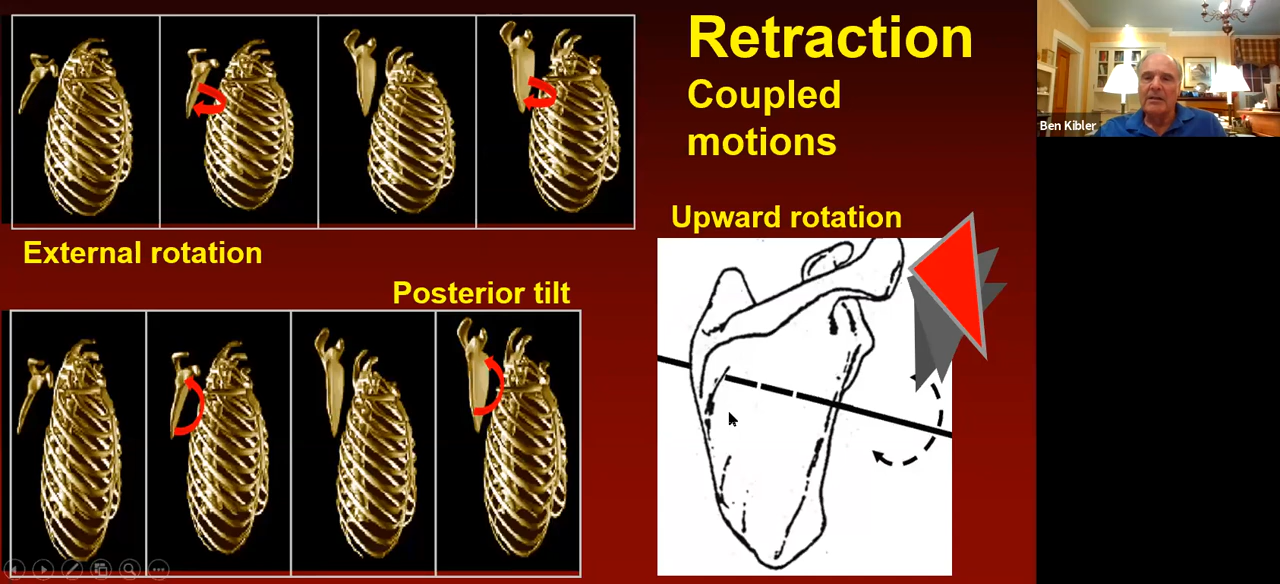 Retraction
Coupled
motions
Ben Kibler
Upward rotation
External rotation
Posterior tilt